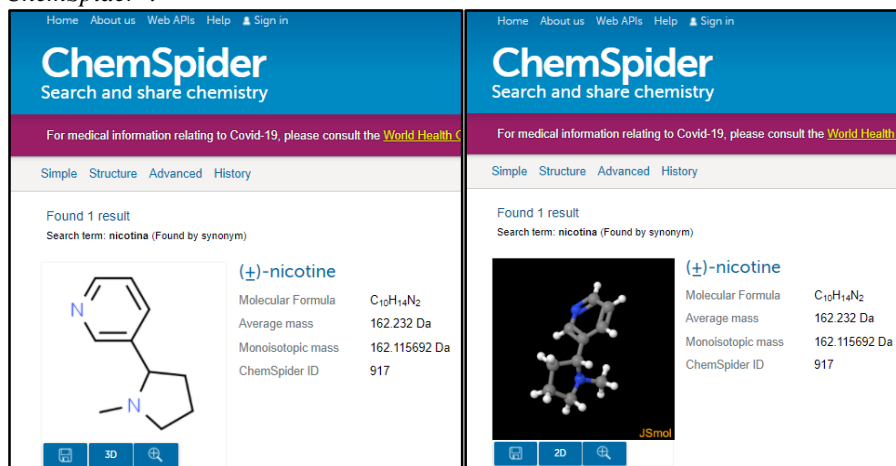 ChemSpider
Home About us Web APIs Help Sign in
ChemSpider
Search and share chemistry
For medical information relating to Covid-19, please consult the World Health
Simple Structure Advanced History
Found 1 result
Search term: nicotina (Found by synonym)
(±)-nicotine
Molecular Formula C₁₀H₁₄N₂
Average mass 162.232 Da
Monoisotopic mass 162.115692 Da
ChemSpider ID 917
N
N
3D
Home About us Web APIs Help Sign in
ChemSpider
Search and share chemistry
For medical information relating to Covid-19, please consult the World Health
Simple Structure Advanced History
Found 1 result
Search term: nicotina (Found by synonym)
(±)-nicotine
Molecular Formula C₁₀H₁₄N₂
Average mass 162.232 Da
Monoisotopic mass 162.115692 Da
ChemSpider ID 917
JSmol
2D